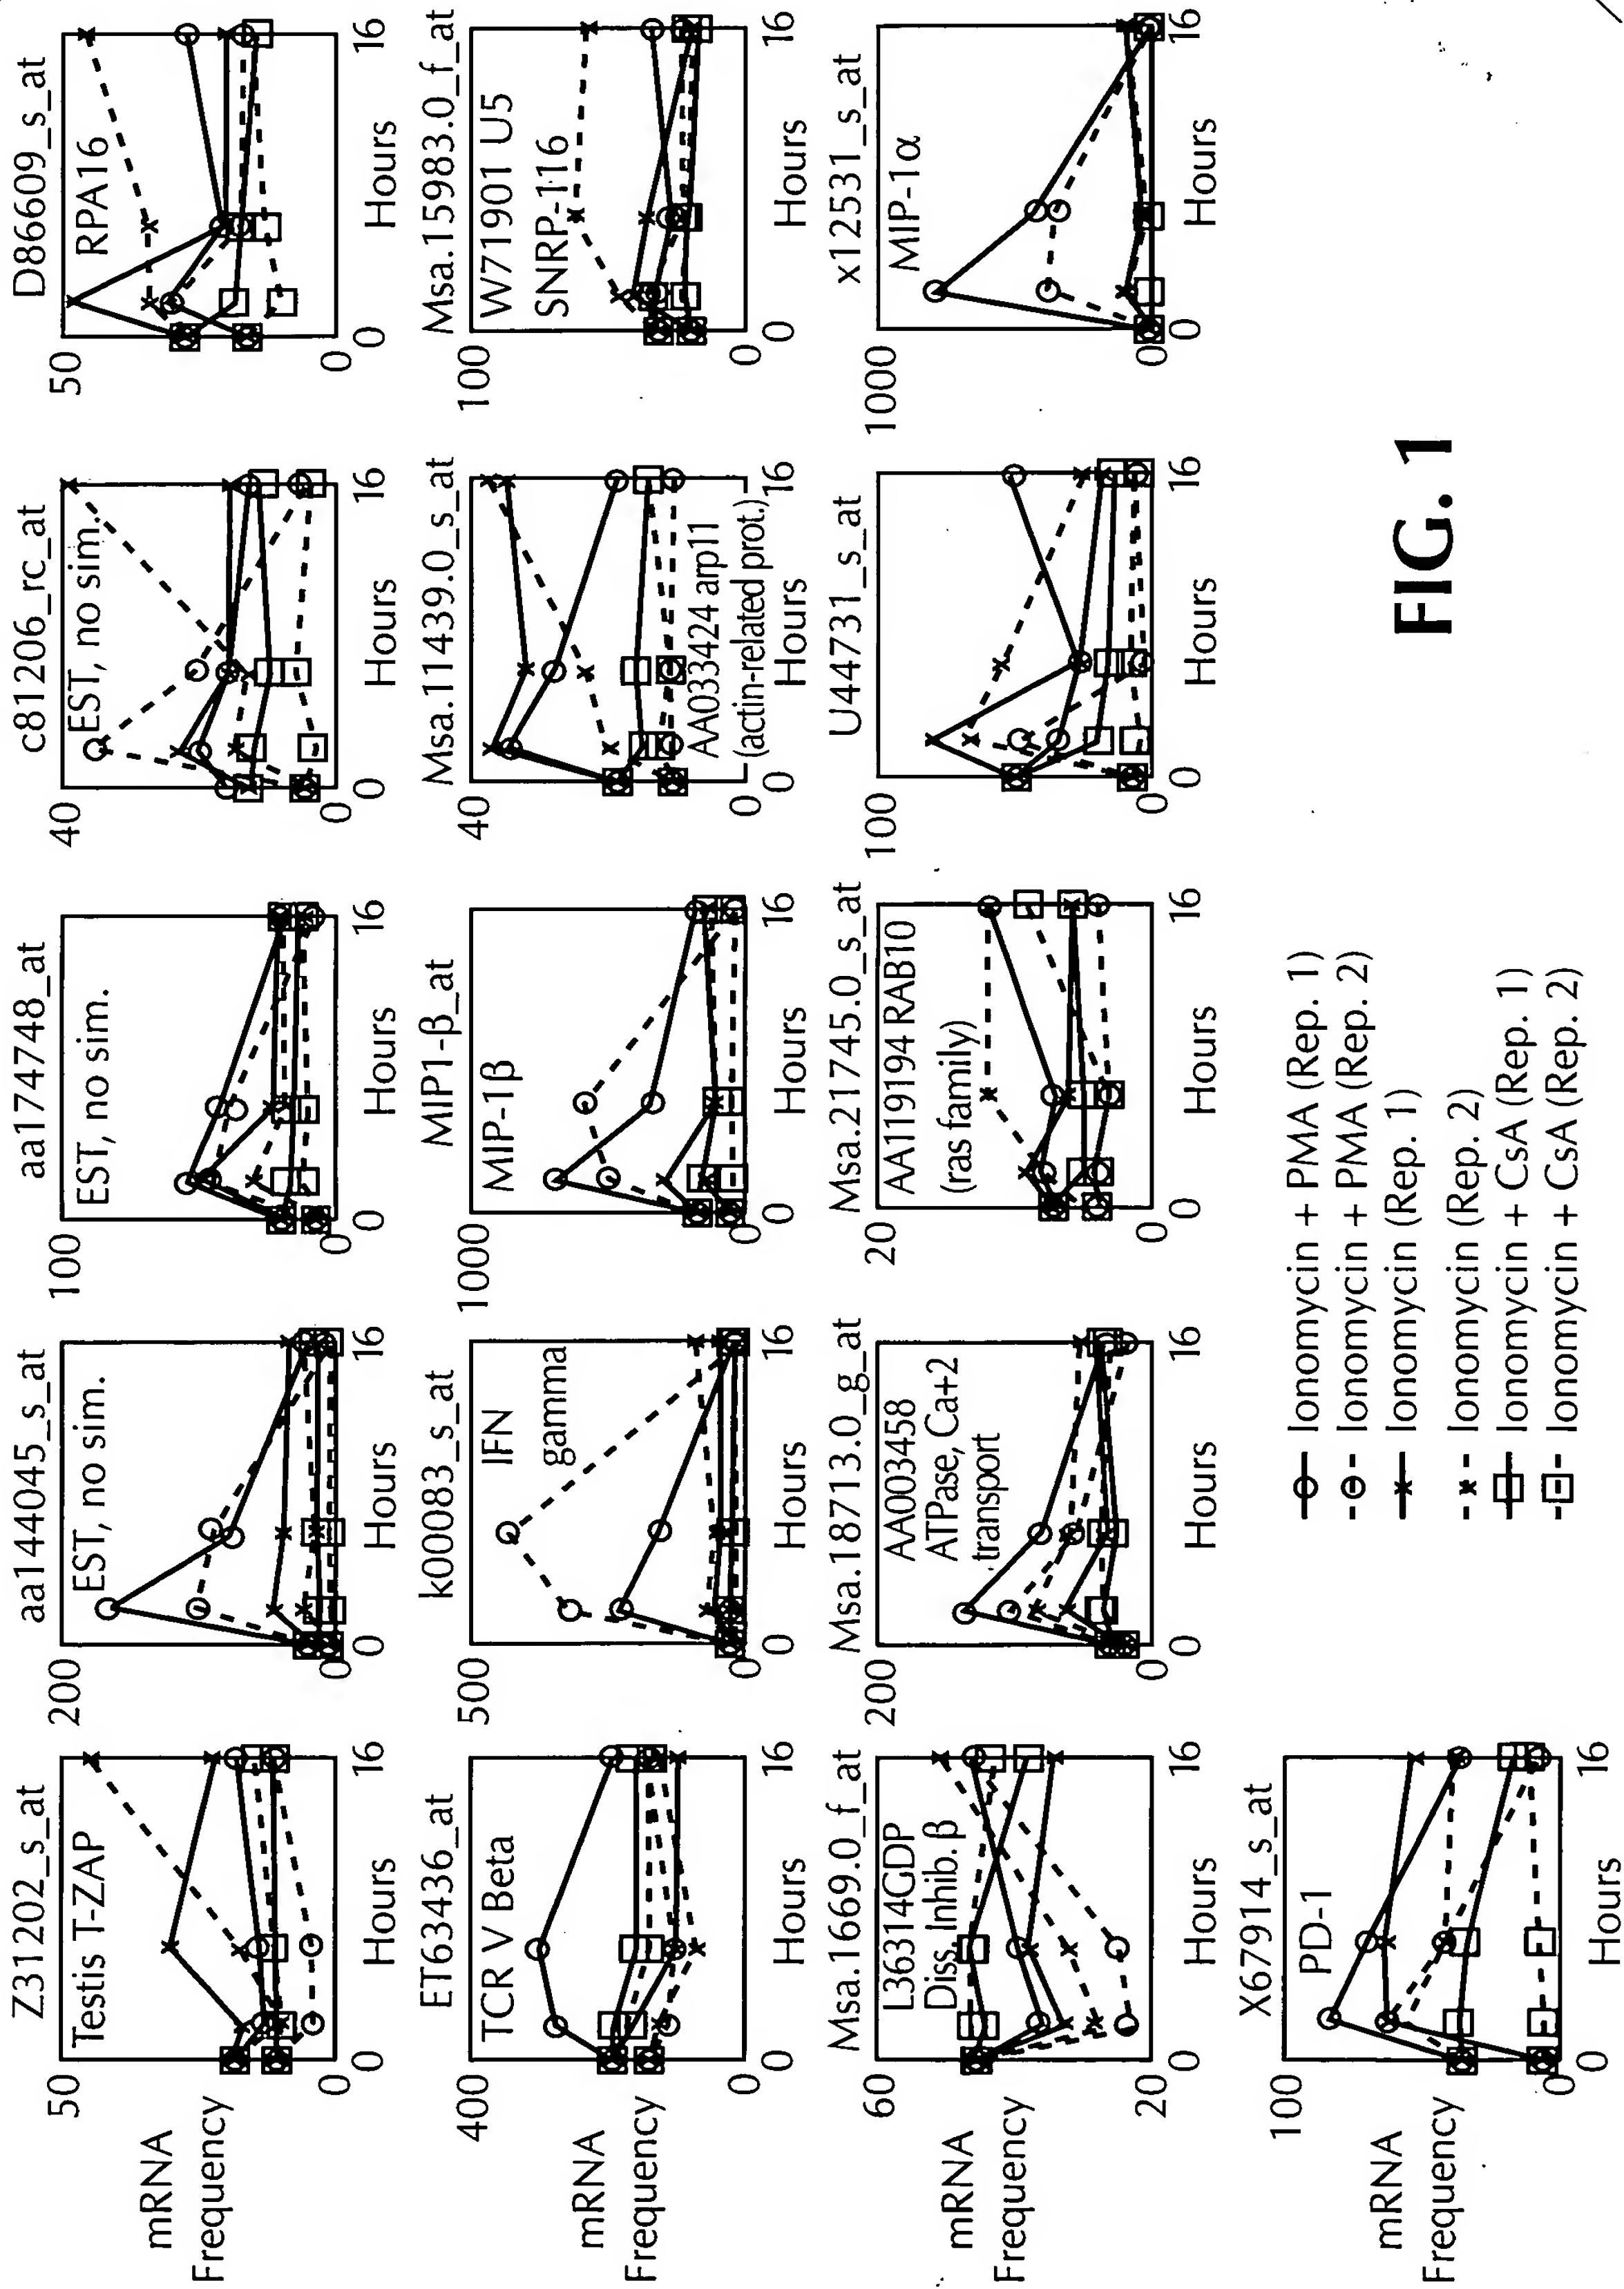 Z31202_s_at
50
Testis T-ZAP
mRNA
Frequency
0
0
16
Hours
aa144045_s_at
200
EST, no sim.
0
0
16
Hours
aa174748_at
100
EST, no sim.
0
0
16
Hours
c81206_rc_at
40
EST, no sim.
0
0
16
Hours
D86609_s_at
50
RPA16
0
0
16
Hours
ET63436_at
400
TCR V Beta
mRNA
Frequency
0
0
16
Hours
k00083_s_at
500
IFN
gamma
0
0
16
Hours
MIP1-β_at
1000
MIP-1β
0
0
16
Hours
Msa.11439.0_s_at
40
AA033424 arp11
(actin-related prot.)
0
0
16
Hours
Msa.15983.0_f_at
100
W71901 U5
SNRP-116
0
0
16
Hours
Msa.1669.0_f_at
60
L36314GDP
Diss. Inhib. β
mRNA
Frequency
20
0
16
Hours
Msa.18713.0_g_at
200
AA003458
ATPase, Ca+2
transport
0
0
16
Hours
Msa.21745.0_s_at
20
AA119194 RAB10
(ras family)
0
0
16
Hours
U44731_s_at
100
0
0
16
Hours
x12531_s_at
1000
MIP-1α
0
0
16
Hours
X67914_s_at
100
PD-1
mRNA
Frequency
0
0
16
Hours
Ionomycin + PMA (Rep. 1)
Ionomycin + PMA (Rep. 2)
Ionomycin (Rep. 1)
Ionomycin (Rep. 2)
Ionomycin + CsA (Rep. 1)
Ionomycin + CsA (Rep. 2)
FIG. 1